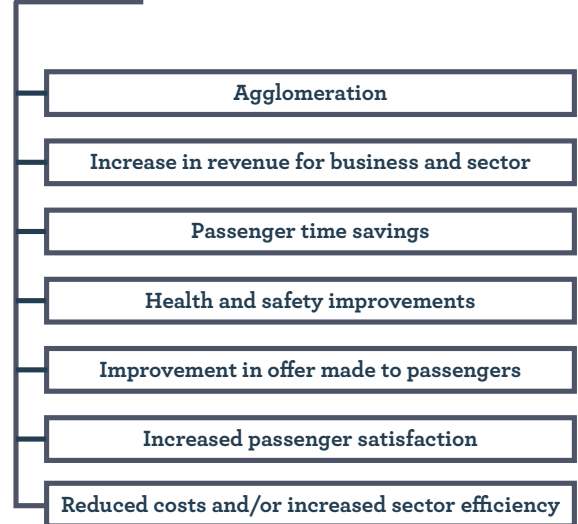 Agglomeration
Increase in revenue for business and sector
Passenger time savings
Health and safety improvements
Improvement in offer made to passengers
Increased passenger satisfaction
Reduced costs and/or increased sector efficiency